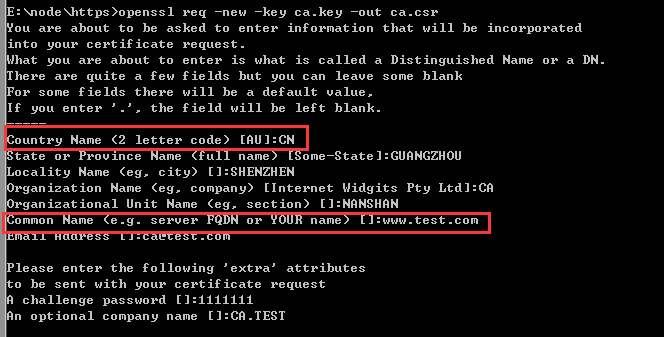 E:\node\https>openssl req -new -key ca.key -out ca.csr
You are about to be asked to enter information that will be incorporated
into your certificate request.
What you are about to enter is what is called a Distinguished Name or a DN.
There are quite a few fields but you can leave some blank
For some fields there will be a default value,
If you enter '.', the field will be left blank.
-----
Country Name (2 letter code) [AU]:CN
State or Province Name (full name) [Some-State]:GUANGZHOU
Locality Name (eg, city) []:SHENZHEN
Organization Name (eg, company) [Internet Widgits Pty Ltd]:CA
Organizational Unit Name (eg, section) []:NANSHAN
Common Name (e.g. server FQDN or YOUR name) []:www.test.com
Email Address []:ca@test.com
Please enter the following 'extra' attributes
to be sent with your certificate request
A challenge password []:1111111
An optional company name []:CA.TEST